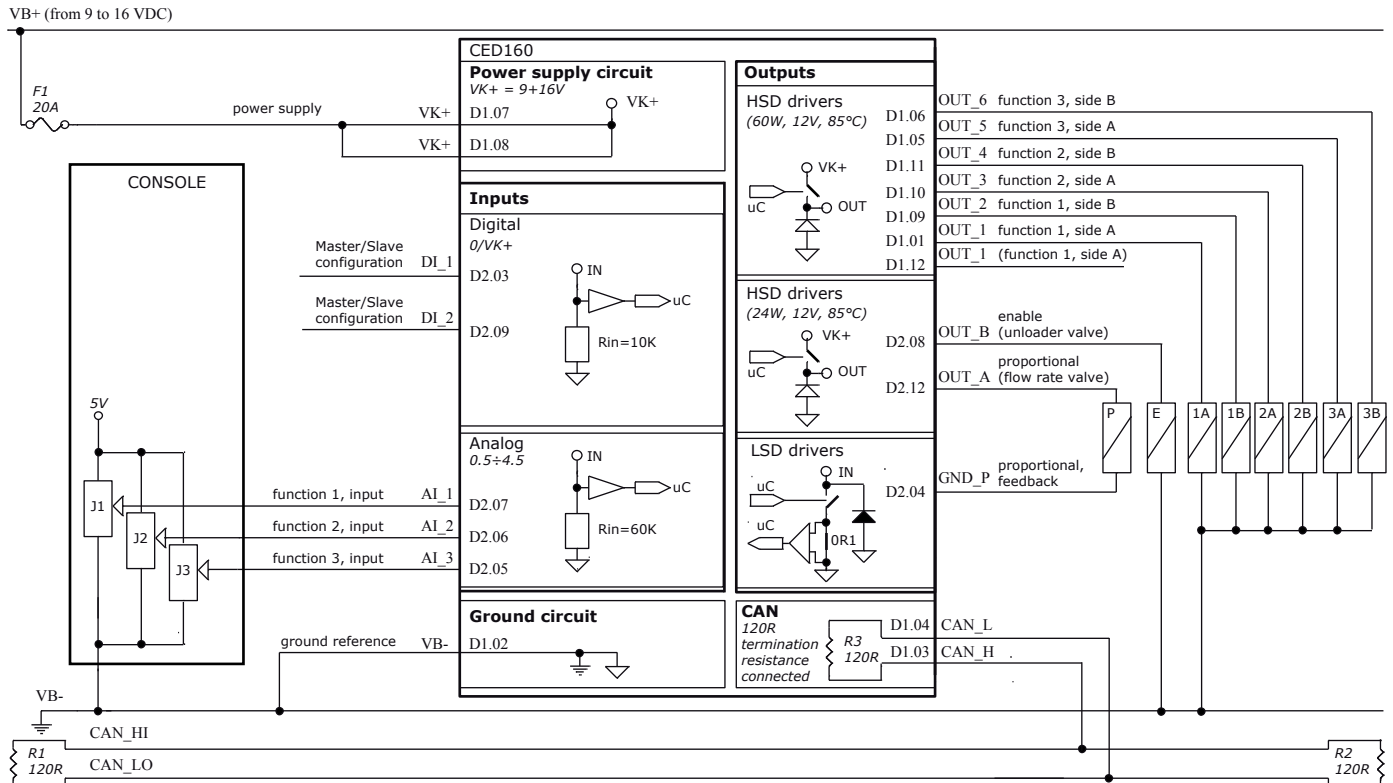 VB+ (from 9 to 16 VDC)
F1
20A
power supply
VK+
VK+
CED160
Power supply circuit
VK+ = 9÷16V
D1.07
D1.08
VK+
CONSOLE
5V
J1
J2
J3
Inputs
Digital
0/VK+
Master/Slave
configuration
DI_1
D2.03
Master/Slave
configuration
DI_2
D2.09
IN
uC
Rin=10K
Analog
0.5÷4.5
IN
uC
Rin=60K
function 1, input
AI_1
D2.07
function 2, input
AI_2
D2.06
function 3, input
AI_3
D2.05
Ground circuit
ground reference
VB-
D1.02
Outputs
HSD drivers
(60W, 12V, 85°C)
VK+
uC
OUT
D1.06
OUT_6 function 3, side B
D1.05
OUT_5 function 3, side A
D1.11
OUT_4 function 2, side B
D1.10
OUT_3 function 2, side A
D1.09
OUT_2 function 1, side B
D1.01
OUT_1 function 1, side A
D1.12
OUT_1 (function 1, side A)
HSD drivers
(24W, 12V, 85°C)
VK+
uC
OUT
D2.08
enable
OUT_B (unloader valve)
D2.12
proportional
OUT_A (flow rate valve)
LSD drivers
IN
uC
uC
0R1
D2.04
GND_P
proportional,
feedback
P
E
1A
1B
2A
2B
3A
3B
CAN
120R
termination
resistance
connected
R3
120R
D1.04
CAN_L
D1.03
CAN_H
VB-
CAN_HI
CAN_LO
R1
120R
R2
120R